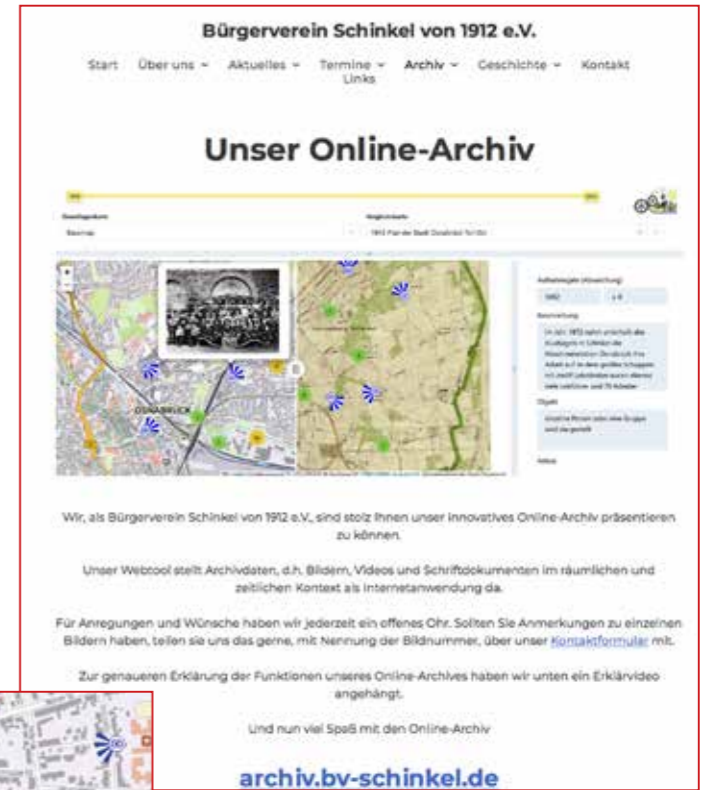 Bürgerverein Schinkel von 1912 e.V.
Start Über uns Aktuelles Termine Archiv Geschichte Kontakt
Links
Unser Online-Archiv
OSNABRÜCK
Wir, als Bürgerverein Schinkel von 1912 e.V., sind stolz Ihnen unser innovatives Online-Archiv präsentieren
zu können.
Unser Webtool stellt Archivdaten, d.h. Bildern, Videos und Schriftdokumenten im räumlichen und
zeitlichen Kontext als Internetanwendung da.
Für Anregungen und Wünsche haben wir jederzeit ein offenes Ohr. Sollten Sie Anmerkungen zu einzelnen
Bildern haben, teilen sie uns das gerne, mit Nennung der Bildnummer, über unser Kontaktformular mit.
Zur genaueren Erklärung der Funktionen unseres Online-Archives haben wir unten ein Erklärvideo
angehängt.
Und nun viel Spaß mit den Online-Archiv
archiv.bv-schinkel.de